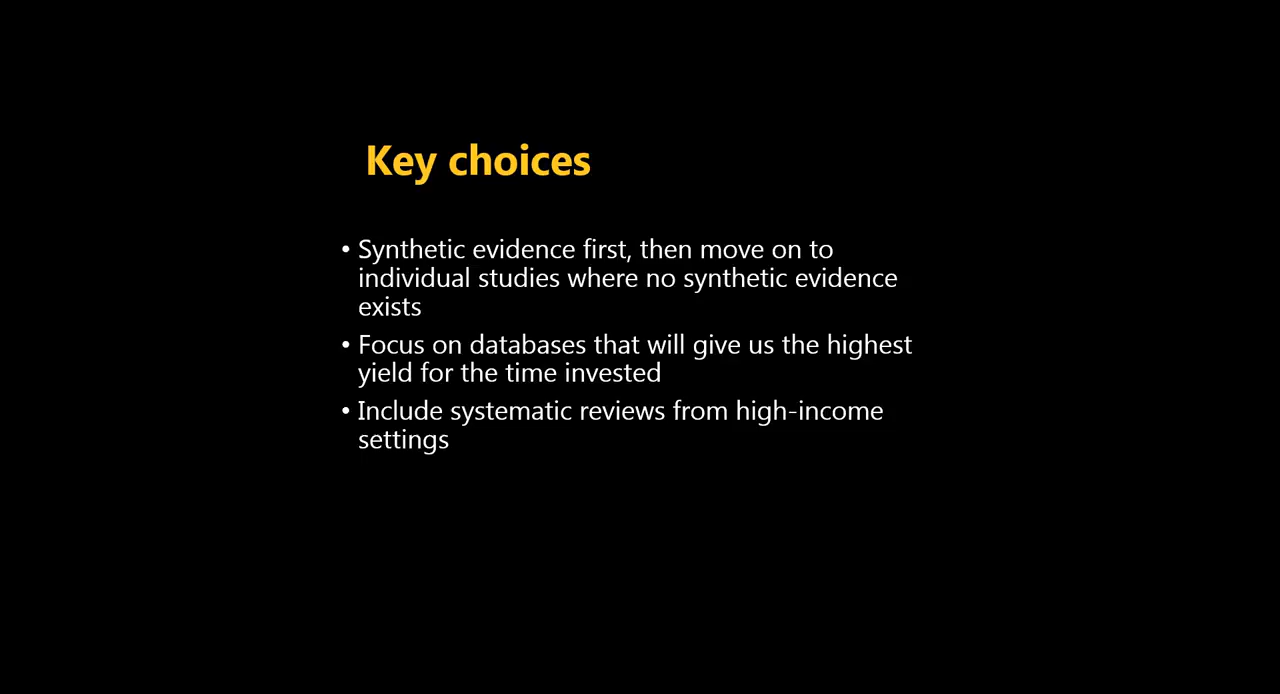 Key choices
• Synthetic evidence first, then move on to
individual studies where no synthetic evidence
exists
• Focus on databases that will give us the highest
yield for the time invested
• Include systematic reviews from high-income
settings